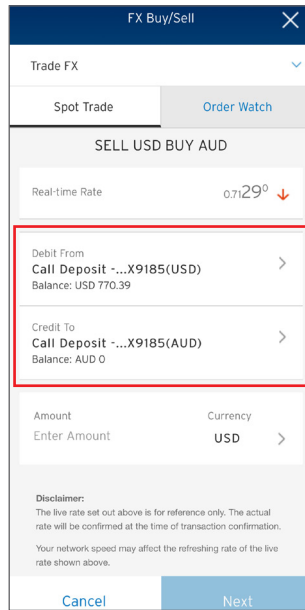 FX Buy/Sell
Trade FX
Spot Trade
Order Watch
SELL USD BUY AUD
Real-time Rate
0.7129⁰
Debit From
Call Deposit -...X9185(USD)
Balance: USD 770.39
Credit To
Call Deposit -...X9185(AUD)
Balance: AUD 0
Amount
Currency
Enter Amount
USD
Disclaimer:
The live rate set out above is for reference only. The actual
rate will be confirmed at the time of transaction confirmation.
Your network speed may affect the refreshing rate of the live
rate shown above.
Cancel
Next